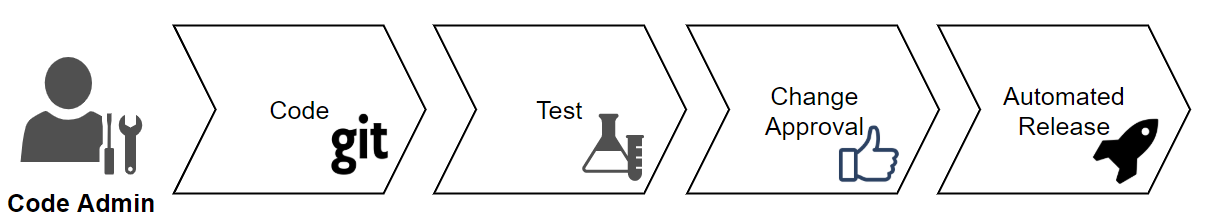 Code
git
Test
Change
Approval
Automated
Release
Code Admin